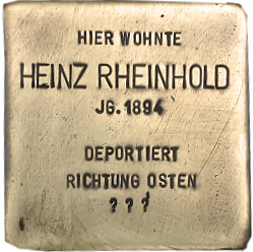 HIER WOHNTE
HEINZ RHEINHOLD
JG. 1894
DEPORTIERT
RICHTUNG OSTEN
? ? ?